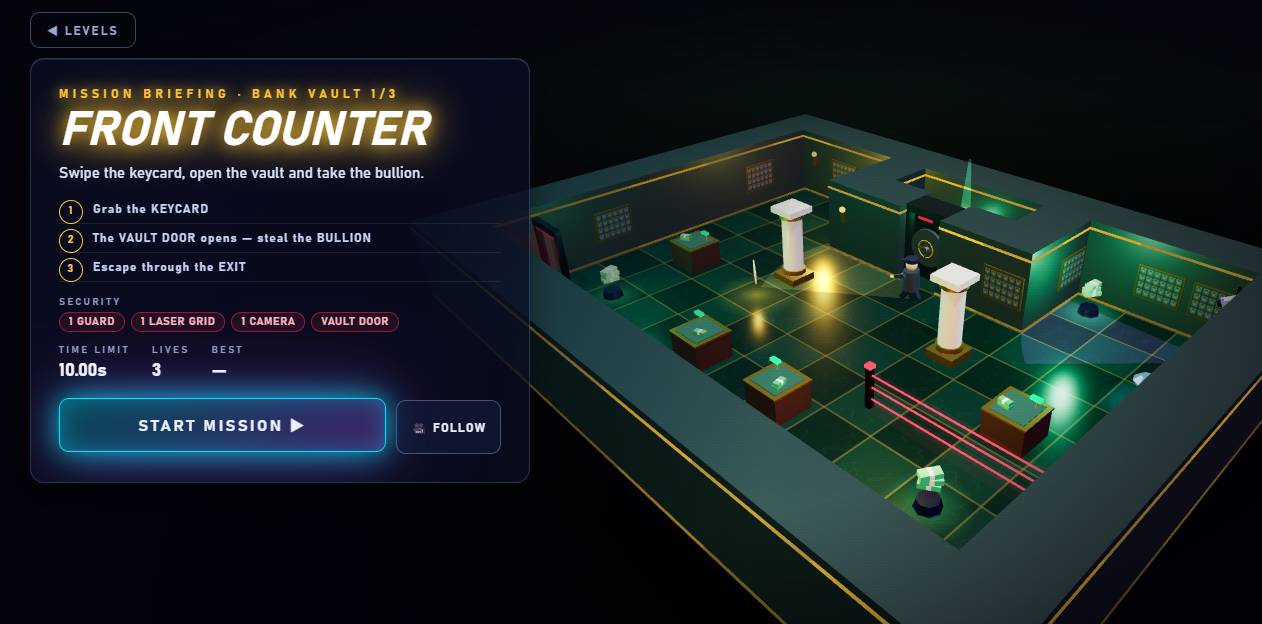 ◀ LEVELS
MISSION BRIEFING · BANK VAULT 1/3
FRONT COUNTER
Swipe the keycard, open the vault and take the bullion.
1 Grab the KEYCARD
2 The VAULT DOOR opens — steal the BULLION
3 Escape through the EXIT
SECURITY
1 GUARD 1 LASER GRID 1 CAMERA VAULT DOOR
TIME LIMIT LIVES BEST
10.00s 3 —
START MISSION ▶ FOLLOW